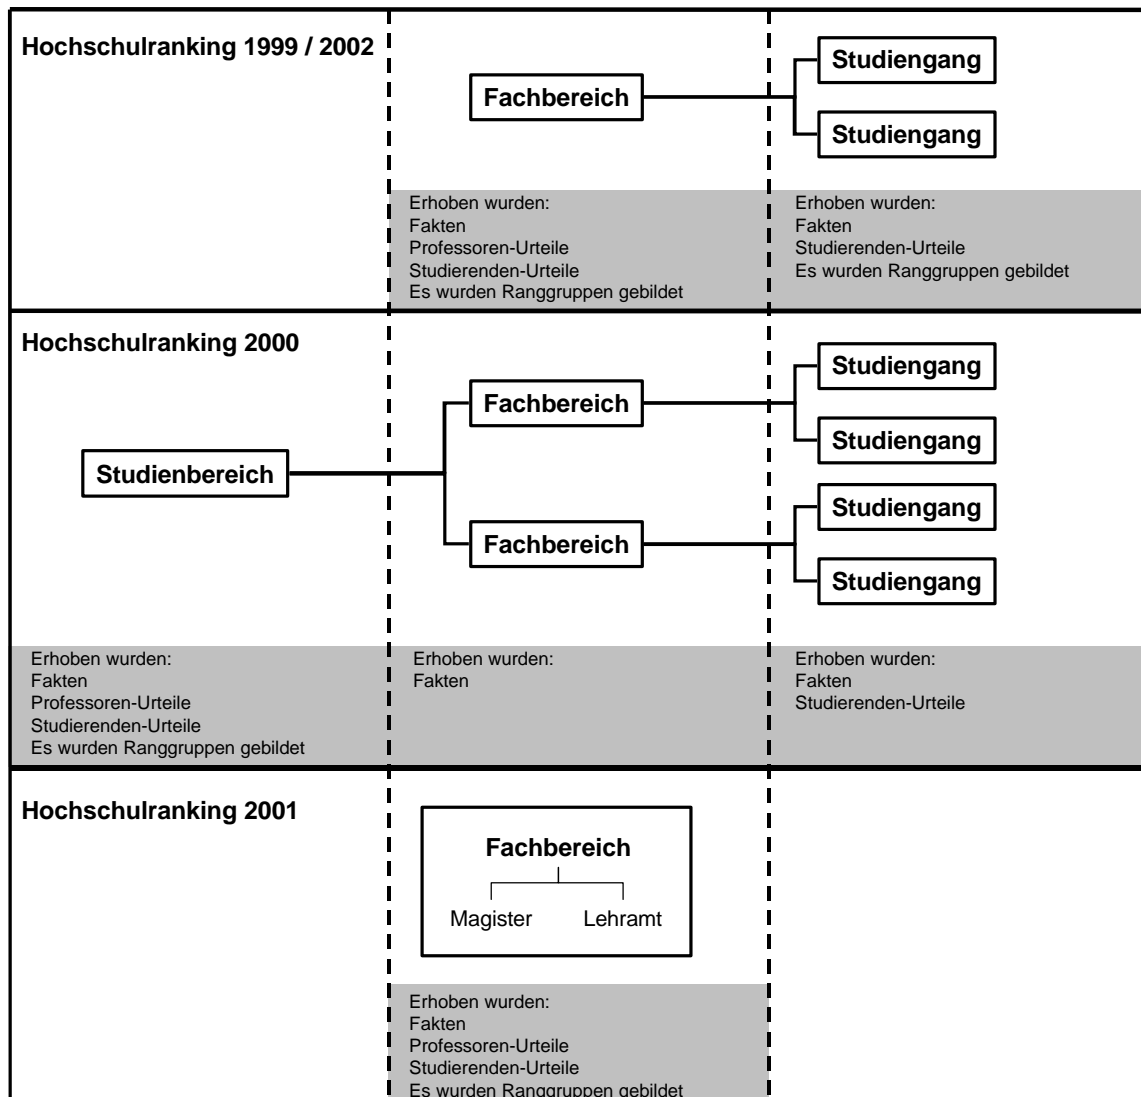 Hochschulranking 1999 / 2002
Fachbereich
Studiengang
Studiengang
Erhoben wurden:
Fakten
Professoren-Urteile
Studierenden-Urteile
Es wurden Ranggruppen gebildet
Erhoben wurden:
Fakten
Studierenden-Urteile
Es wurden Ranggruppen gebildet
Hochschulranking 2000
Studienbereich
Fachbereich
Studiengang
Studiengang
Fachbereich
Studiengang
Studiengang
Erhoben wurden:
Fakten
Professoren-Urteile
Studierenden-Urteile
Es wurden Ranggruppen gebildet
Erhoben wurden:
Fakten
Erhoben wurden:
Fakten
Studierenden-Urteile
Hochschulranking 2001
Fachbereich
Magister Lehramt
Erhoben wurden:
Fakten
Professoren-Urteile
Studierenden-Urteile
Es wurden Ranggruppen gebildet